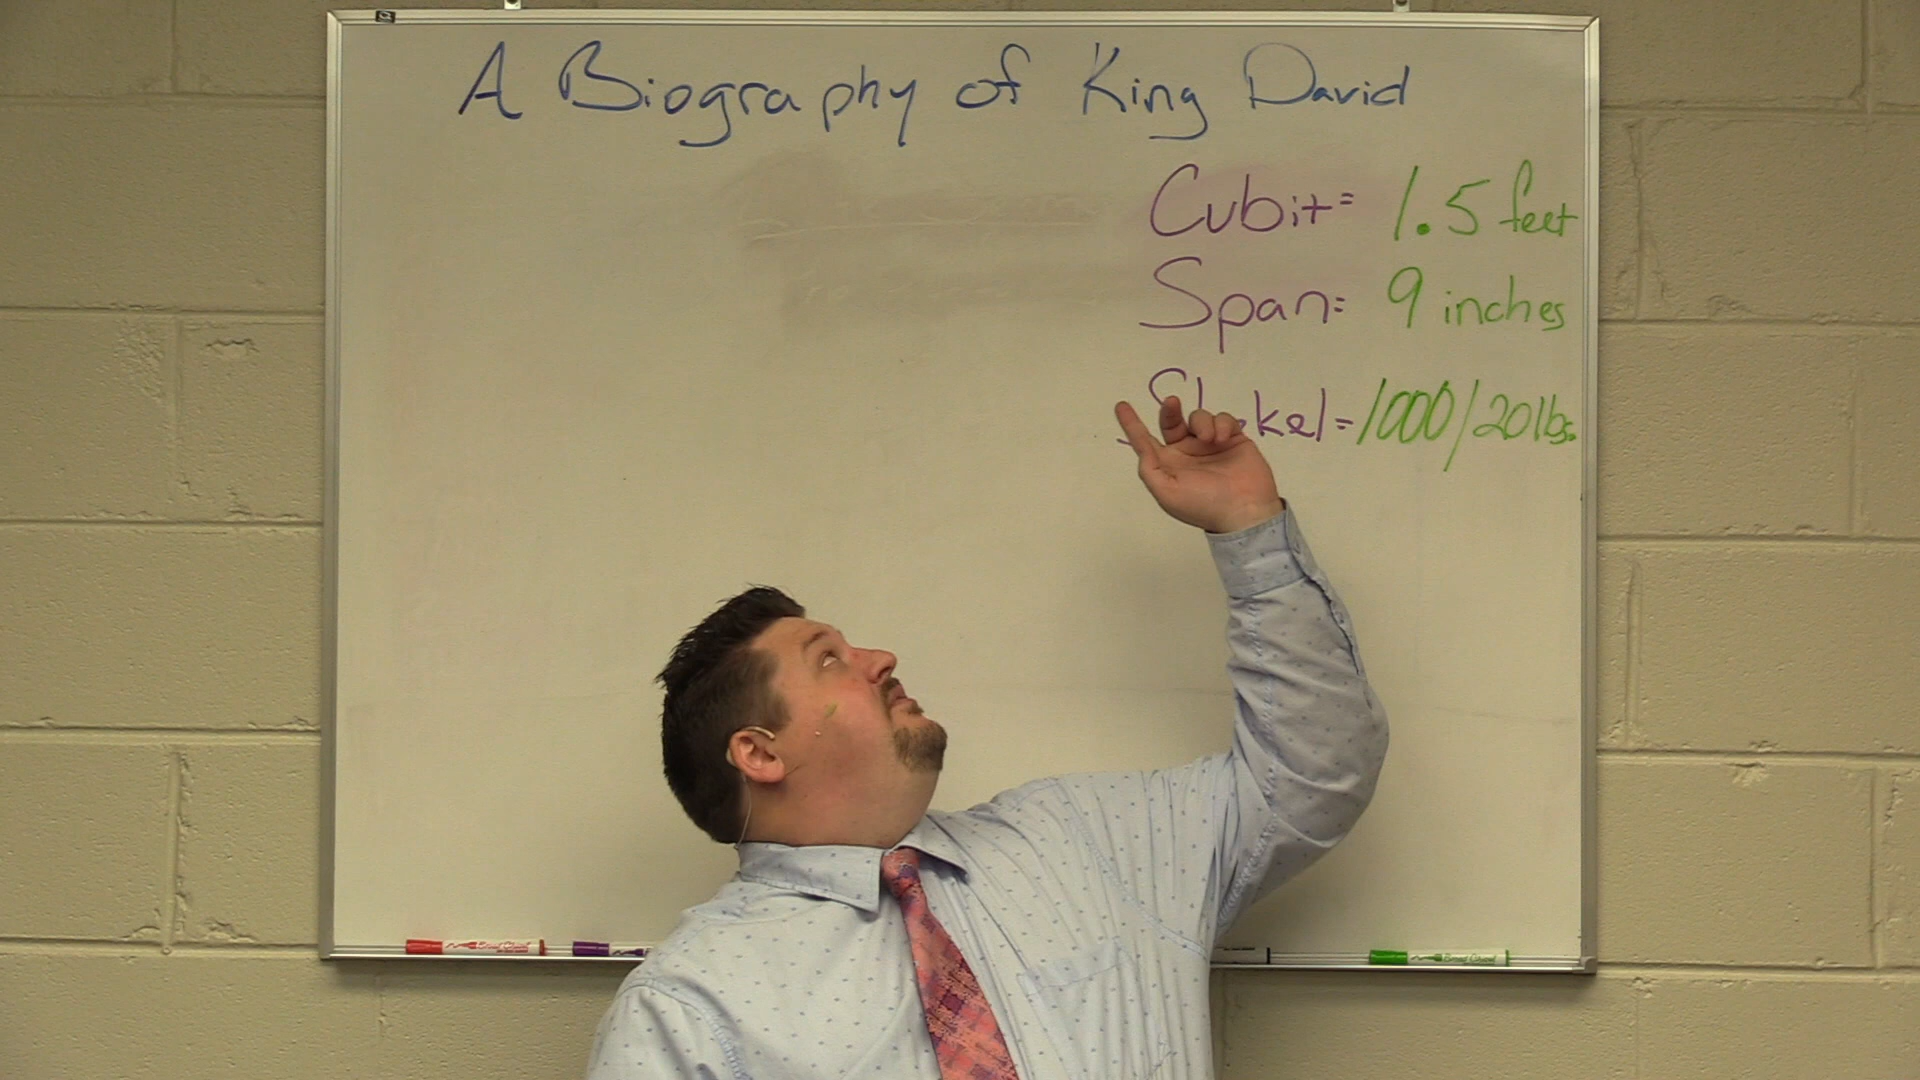 A Biography of King David
Cubit= 1.5 feet
Span= 9 inches
=1000/20lbs.